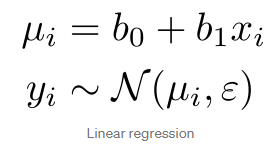 μᵢ = b₀ + b₁xᵢ
yᵢ ∼ 𝒩(μᵢ, ε)
Linear regression